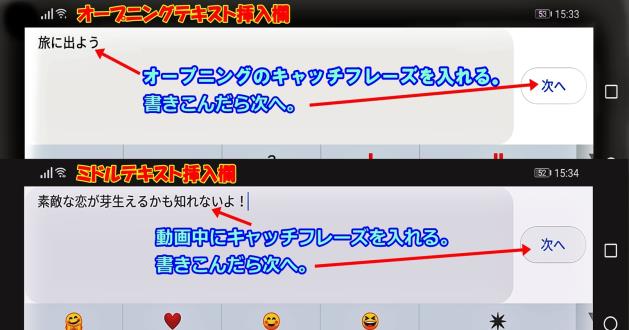 オープニングテキスト挿入欄
53 15:33
旅に出よう
オープニングのキャッチフレーズを入れる。
書きこんだら次へ。
次へ
ミドルテキスト挿入欄
52 15:34
素敵な恋が芽生えるかも知れないよ！
動画中にキャッチフレーズを入れる。
書きこんだら次へ。
次へ